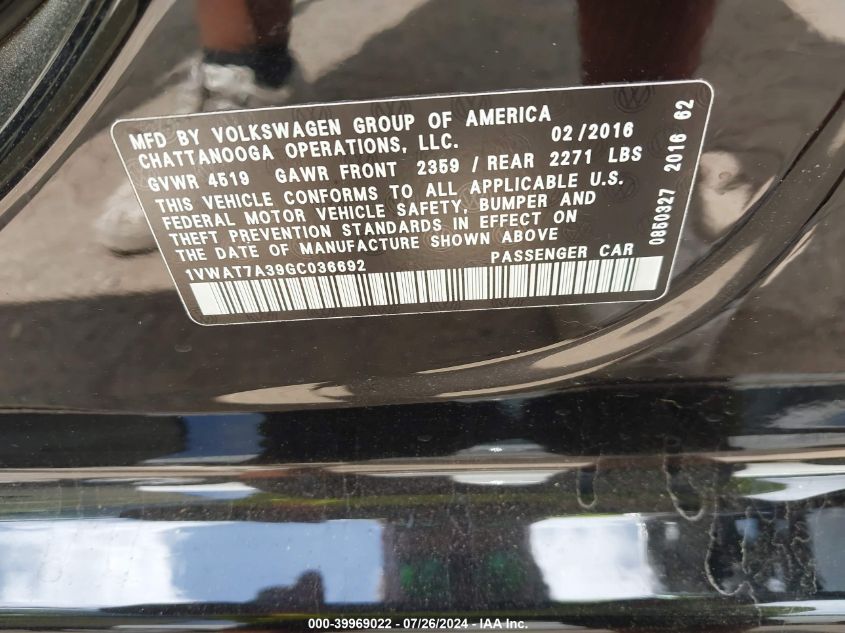 MFD BY VOLKSWAGEN GROUP OF AMERICA
CHATTANOOGA OPERATIONS, LLC. 02/2016
GVWR 4519 GAWR FRONT 2359 / REAR 2271 LBS
THIS VEHICLE CONFORMS TO ALL APPLICABLE U.S.
FEDERAL MOTOR VEHICLE SAFETY, BUMPER AND
THEFT PREVENTION STANDARDS IN EFFECT ON
THE DATE OF MANUFACTURE SHOWN ABOVE
1VWAT7A39GC036692 PASSENGER CAR
0850327 2016 62
000-39969022 - 07/26/2024 - IAA Inc.